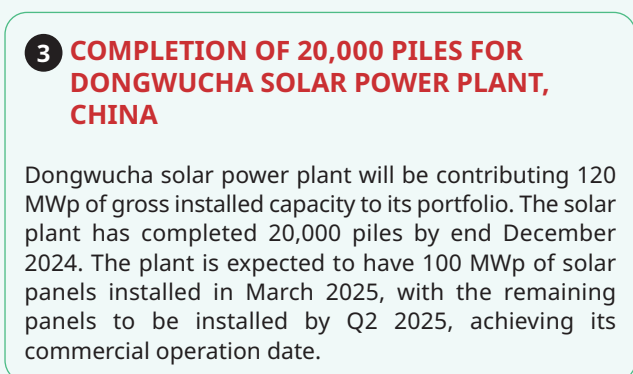 3 COMPLETION OF 20,000 PILES FOR
DONGWUCHA SOLAR POWER PLANT,
CHINA
Dongwucha solar power plant will be contributing 120
MWp of gross installed capacity to its portfolio. The solar
plant has completed 20,000 piles by end December
2024. The plant is expected to have 100 MWp of solar
panels installed in March 2025, with the remaining
panels to be installed by Q2 2025, achieving its
commercial operation date.